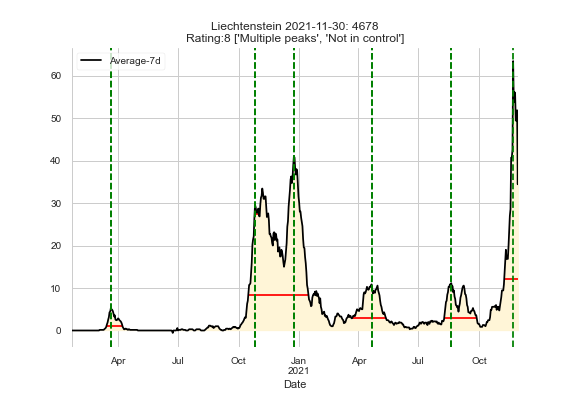 Liechtenstein 2021-11-30: 4678
Rating:8 ['Multiple peaks', 'Not in control']
Average-7d
60
50
40
30
20
10
0
Apr
Jul
Oct
Jan
2021
Apr
Jul
Oct
Date